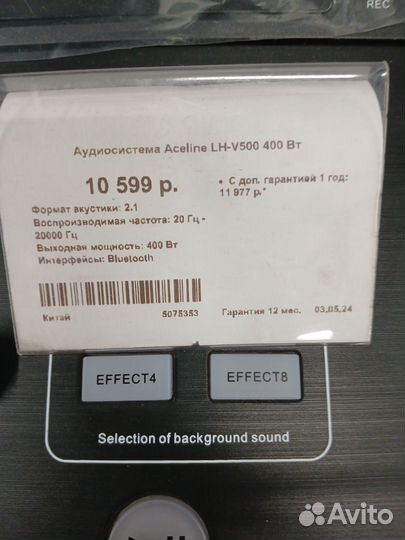 REC
Аудиосистема Aceline LH-V500 400 Вт
10 599 р.
• С доп. гарантией 1 год:
11 977 р.*
Формат акустики: 2.1
Воспроизводимая частота: 20 Гц -
20000 Гц
Выходная мощность: 400 Вт
Интерфейсы: Bluetooth
Китай
5075353
Гарантия 12 мес.
03.05.24
EFFECT4
EFFECT8
Selection of background sound
Avito